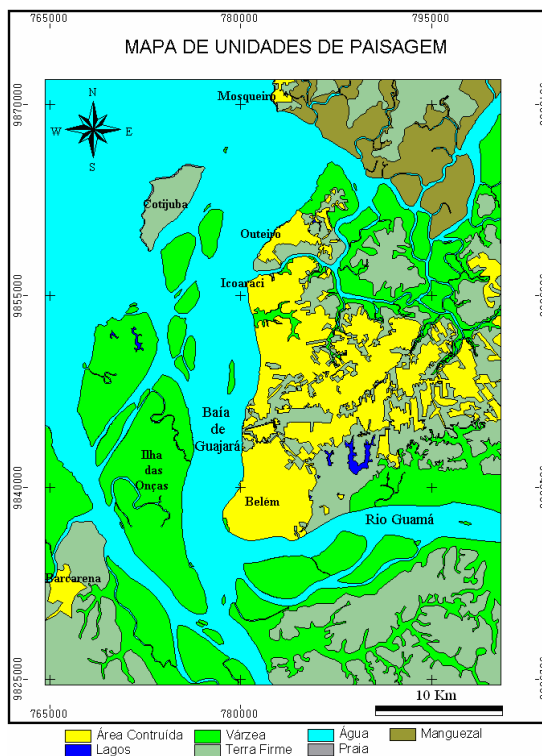 765000 780000 795000
MAPA DE UNIDADES DE PAISAGEM
Mosqueiro
9870000
N
W E
S
Cotijuba
Outeiro
Icoaraci
9855000
Baía
de
Guajará
Ilha
das
Onças
9840000
Belém
Rio Guamá
Barcarena
9825000
10 Km
765000 780000 795000
Área Contruída Várzea Água Manguezal
Lagos Terra Firme Praia